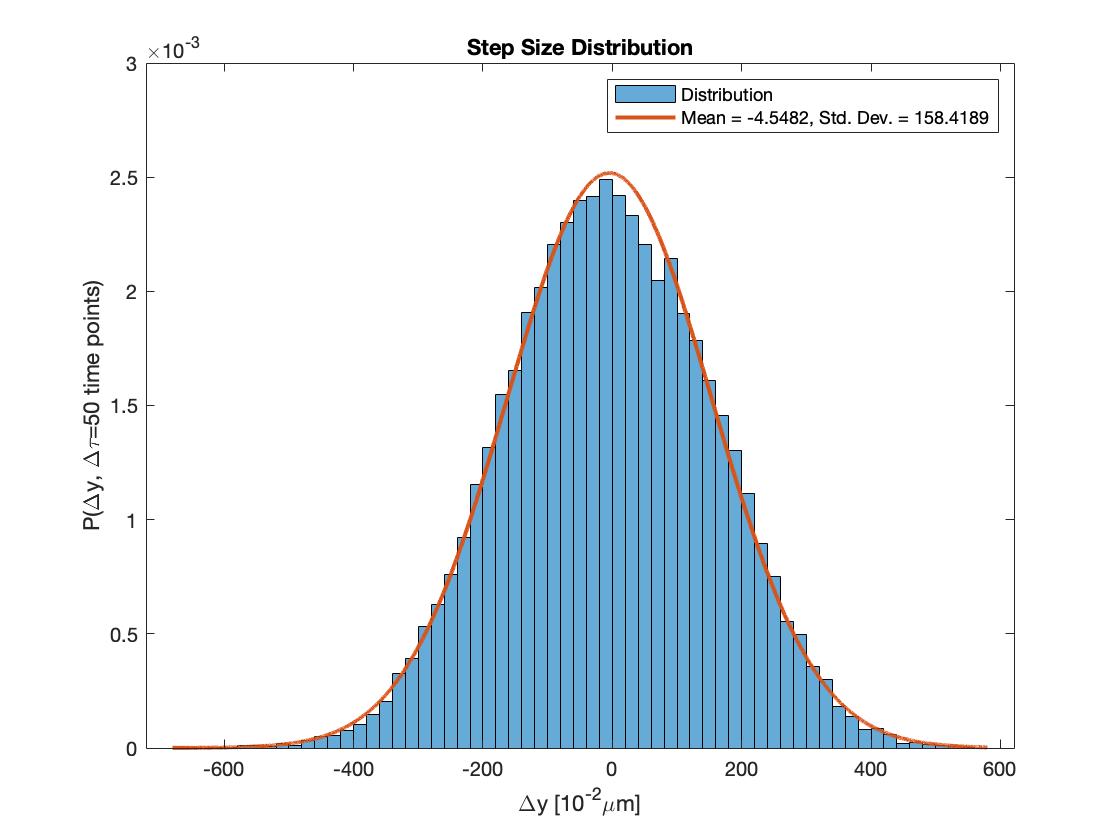 Step Size Distribution
×10⁻³
Distribution
Mean = -4.5482, Std. Dev. = 158.4189
3
2.5
2
1.5
1
0.5
0
P(Δy, Δτ=50 time points)
-600 -400 -200 0 200 400 600
Δy [10⁻²μm]